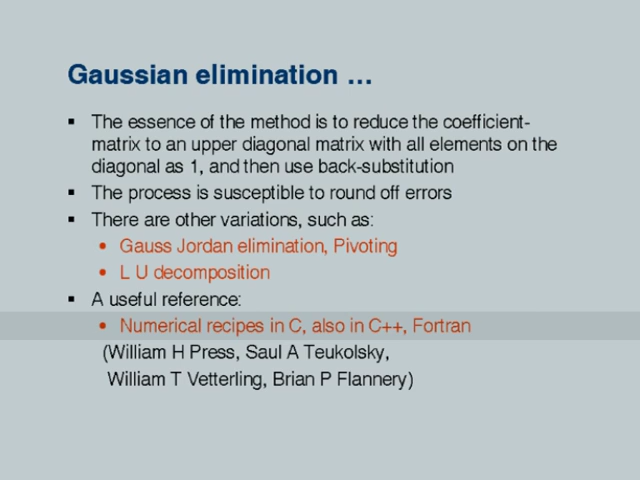 Gaussian elimination ...
▪ The essence of the method is to reduce the coefficient-
matrix to an upper diagonal matrix with all elements on the
diagonal as 1, and then use back-substitution
▪ The process is susceptible to round off errors
▪ There are other variations, such as:
• Gauss Jordan elimination, Pivoting
• L U decomposition
▪ A useful reference:
• Numerical recipes in C, also in C++, Fortran
(William H Press, Saul A Teukolsky,
William T Vetterling, Brian P Flannery)